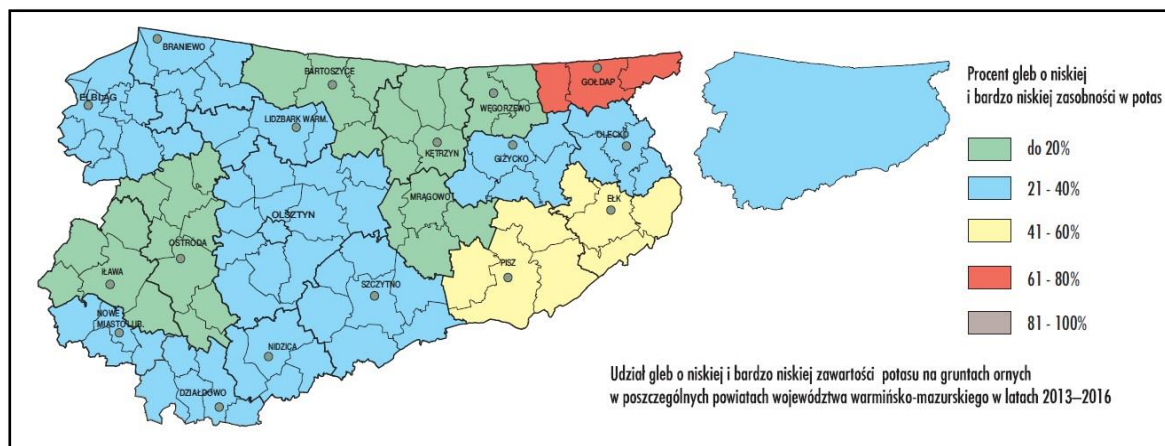 BRANIEWO
BARTOSZYCE
GOŁDAP
ELBLĄG
WĘGORZEWO
LIDZBARK WARM.
OLECKO
KĘTRZYN
GIŻYCKO
MRĄGOWO
EŁK
OLSZTYN
OSTRÓDA
PISZ
IŁAWA
SZCZYTNO
NOWE
MIASTO LUB.
NIDZICA
DZIAŁDOWO
Procent gleb o niskiej
i bardzo niskiej zasobności w potas
do 20%
21 - 40%
41 - 60%
61 - 80%
81 - 100%
Udział gleb o niskiej i bardzo niskiej zawartości potasu na gruntach ornych
w poszczególnych powiatach województwa warmińsko-mazurskiego w latach 2013–2016